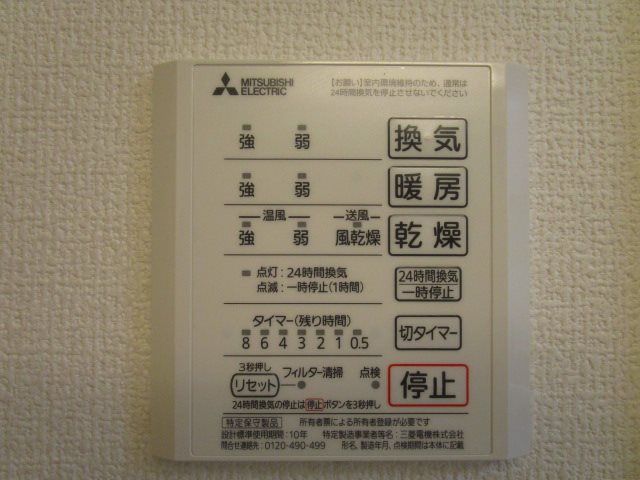 MITSUBISHI
ELECTRIC
【お願い】室内環境維持のため、通常は
24時間換気を停止させないでください
強 弱 換気
強 弱 暖房
温風 送風
強 弱 風乾燥 乾燥
点灯:24時間換気
点滅:一時停止(1時間)
24時間換気
一時停止
タイマー(残り時間)
8 6 4 3 2 1 0.5
切タイマー
3秒押し
リセット フィルター清掃 点検
停止
24時間換気の停止は停止ボタンを3秒押し
特定保守製品 所有者票による所有者登録が必要です
設計標準使用期間:10年 特定製造事業者等名:三菱電機株式会社
問合せ連絡先:0120-490-499 形名、製造年月、点検期間は本体に記載